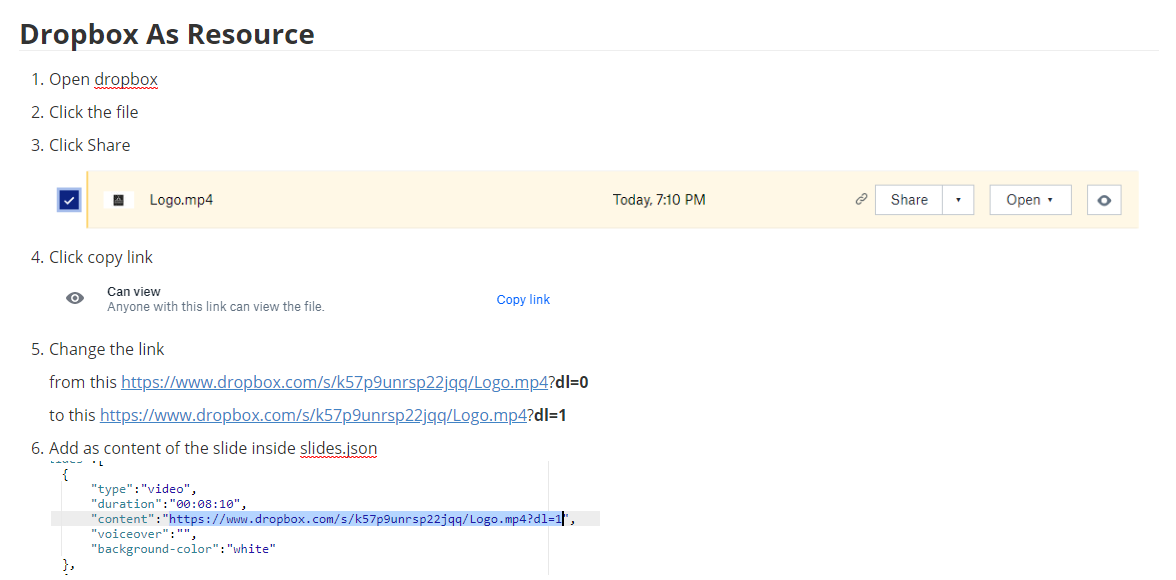 Dropbox As Resource
1. Open dropbox
2. Click the file
3. Click Share
Logo.mp4 Today, 7:10 PM Share Open
4. Click copy link
Can view
Anyone with this link can view the file.
Copy link
5. Change the link
from this https://www.dropbox.com/s/k57p9unrsp22jqq/Logo.mp4?dl=0
to this https://www.dropbox.com/s/k57p9unrsp22jqq/Logo.mp4?dl=1
6. Add as content of the slide inside slides.json
{
"type":"video",
"duration":"00:08:10",
"content":"https://www.dropbox.com/s/k57p9unrsp22jqq/Logo.mp4?dl=1",
"voiceover":"",
"background-color":"white"
},